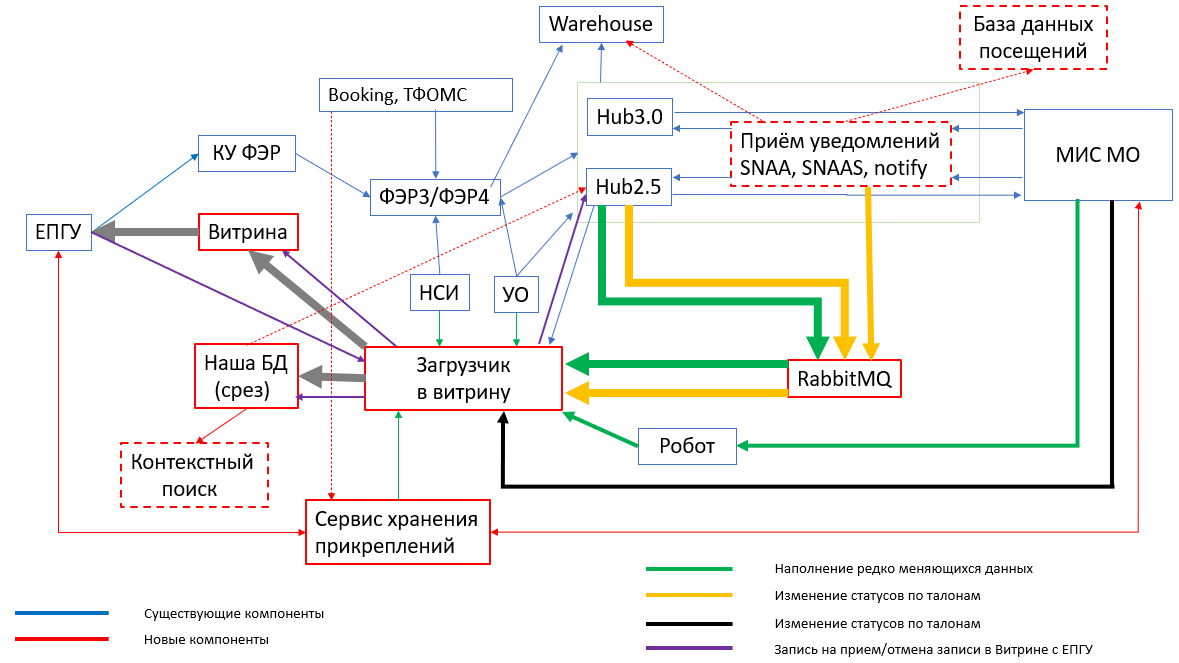 Warehouse
База данных
посещений
Booking, ТФОМС
Hub3.0
Приём уведомлений
SNAA, SNAAS, notify
МИС МО
КУ ФЭР
ФЭР3/ФЭР4
Hub2.5
ЕПГУ
Витрина
НСИ
УО
Наша БД
(срез)
Загрузчик
в витрину
RabbitMQ
Робот
Контекстный
поиск
Сервис хранения
прикреплений
Существующие компоненты
Новые компоненты
Наполнение редко меняющихся данных
Изменение статусов по талонам
Изменение статусов по талонам
Запись на прием/отмена записи в Витрине с ЕПГУ